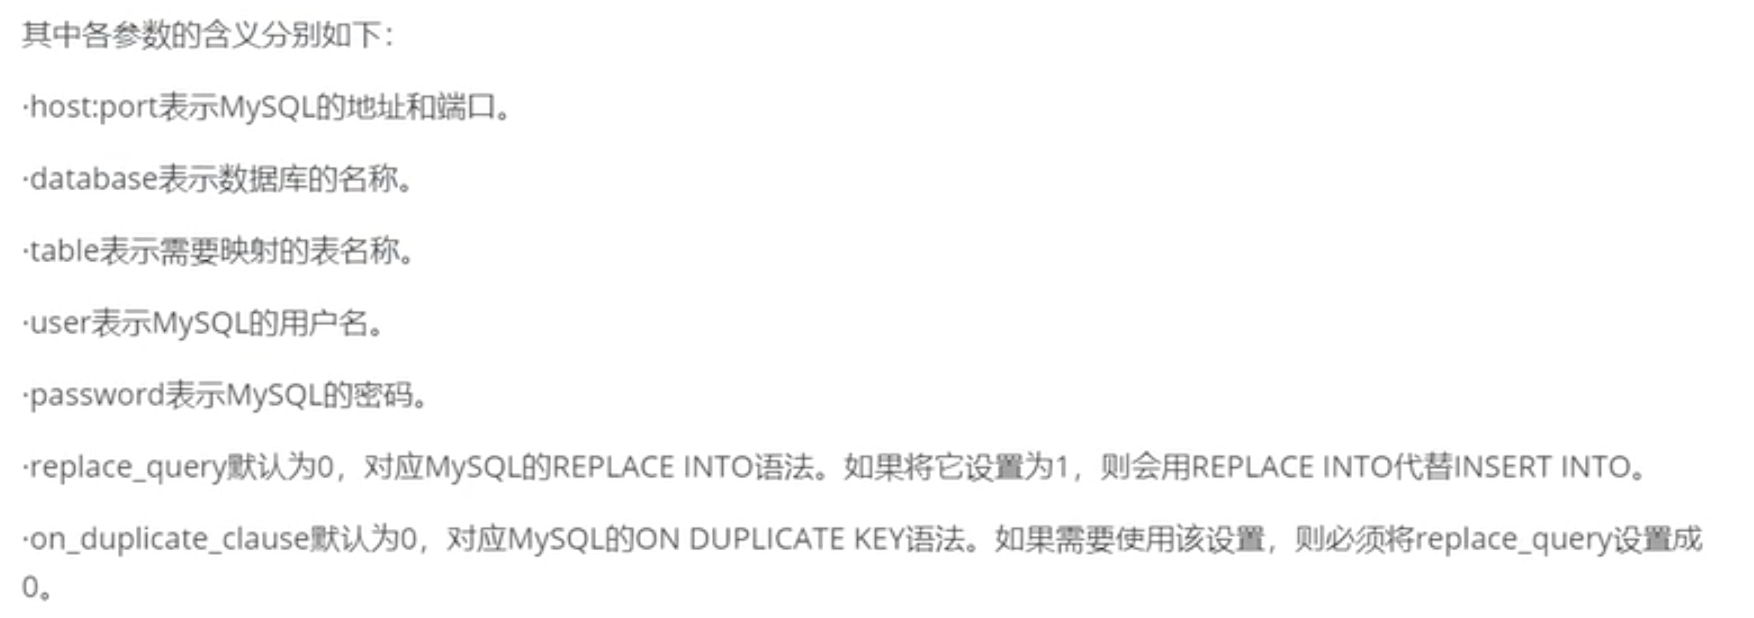 其中各参数的含义分别如下：
·host:port表示MySQL的地址和端口。
·database表示数据库的名称。
·table表示需要映射的表名称。
·user表示MySQL的用户名。
·password表示MySQL的密码。
·replace_query默认为0，对应MySQL的REPLACE INTO语法。如果将它设置为1，则会用REPLACE INTO代替INSERT INTO。
·on_duplicate_clause默认为0，对应MySQL的ON DUPLICATE KEY语法。如果需要使用该设置，则必须将replace_query设置成
0。